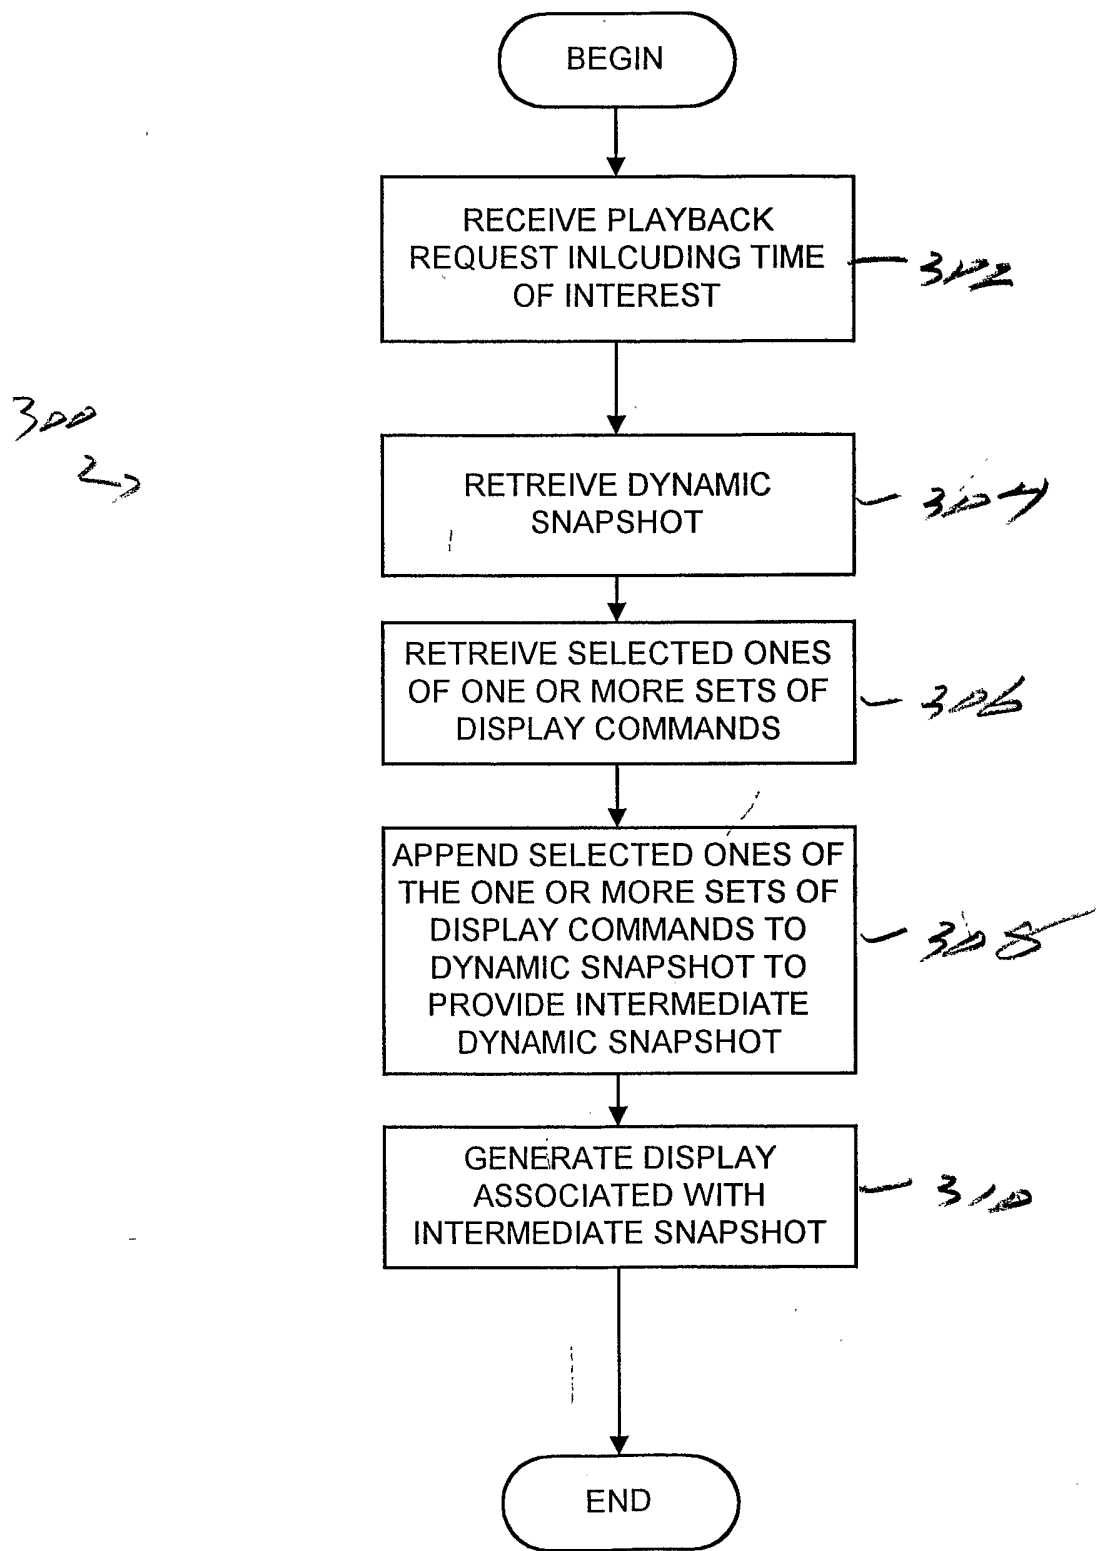 BEGIN
RECEIVE PLAYBACK
REQUEST INLCUDING TIME
OF INTEREST
302
300
RETREIVE DYNAMIC
SNAPSHOT
304
RETREIVE SELECTED ONES
OF ONE OR MORE SETS OF
DISPLAY COMMANDS
306
APPEND SELECTED ONES OF
THE ONE OR MORE SETS OF
DISPLAY COMMANDS TO
DYNAMIC SNAPSHOT TO
PROVIDE INTERMEDIATE
DYNAMIC SNAPSHOT
308
GENERATE DISPLAY
ASSOCIATED WITH
INTERMEDIATE SNAPSHOT
310
END